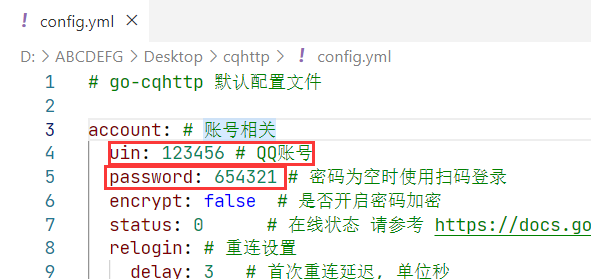 config.yml
D: > ABCDEFG > Desktop > cqhttp > ! config.yml
1 # go-cqhttp 默认配置文件
2
3 account: # 账号相关
4 uin: 123456 # QQ账号
5 password: 654321 # 密码为空时使用扫码登录
6 encrypt: false # 是否开启密码加密
7 status: 0 # 在线状态 请参考 https://docs.go
8 relogin: # 重连设置
9 delay: 3 # 首次重连延迟, 单位秒